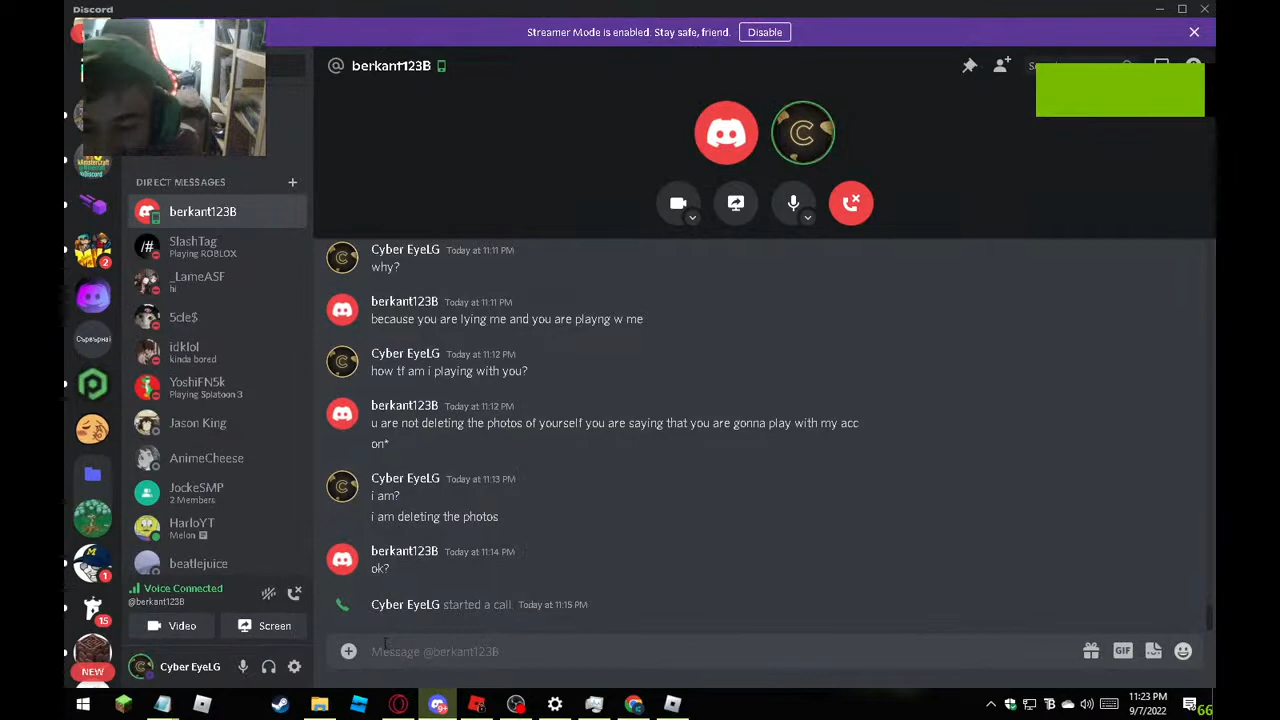 Discord
Streamer Mode is enabled. Stay safe, friend. Disable
@ berkant123B
DIRECT MESSAGES +
berkant123B
SlashTag
Playing ROBLOX
_LameASF
hi
5cle$
idklol
kinda bored
YoshiFN5k
Playing Splatoon 3
Jason King
AnimeCheese
JockeSMP
2 Members
HarloYT
Melon
beatlejuice
Voice Connected
@berkant123B
Video
Screen
Cyber EyeLG
2
Сървърна
1
15
NEW
Cyber EyeLG Today at 11:11 PM
why?
berkant123B Today at 11:11 PM
because you are lying me and you are playng w me
Cyber EyeLG Today at 11:12 PM
how tf am i playing with you?
berkant123B Today at 11:12 PM
u are not deleting the photos of yourself you are saying that you are gonna play with my acc
on*
Cyber EyeLG Today at 11:13 PM
i am?
i am deleting the photos
berkant123B Today at 11:14 PM
ok?
Cyber EyeLG started a call. Today at 11:15 PM
Message @berkant123B
GIF
11:23 PM
9/7/2022
66